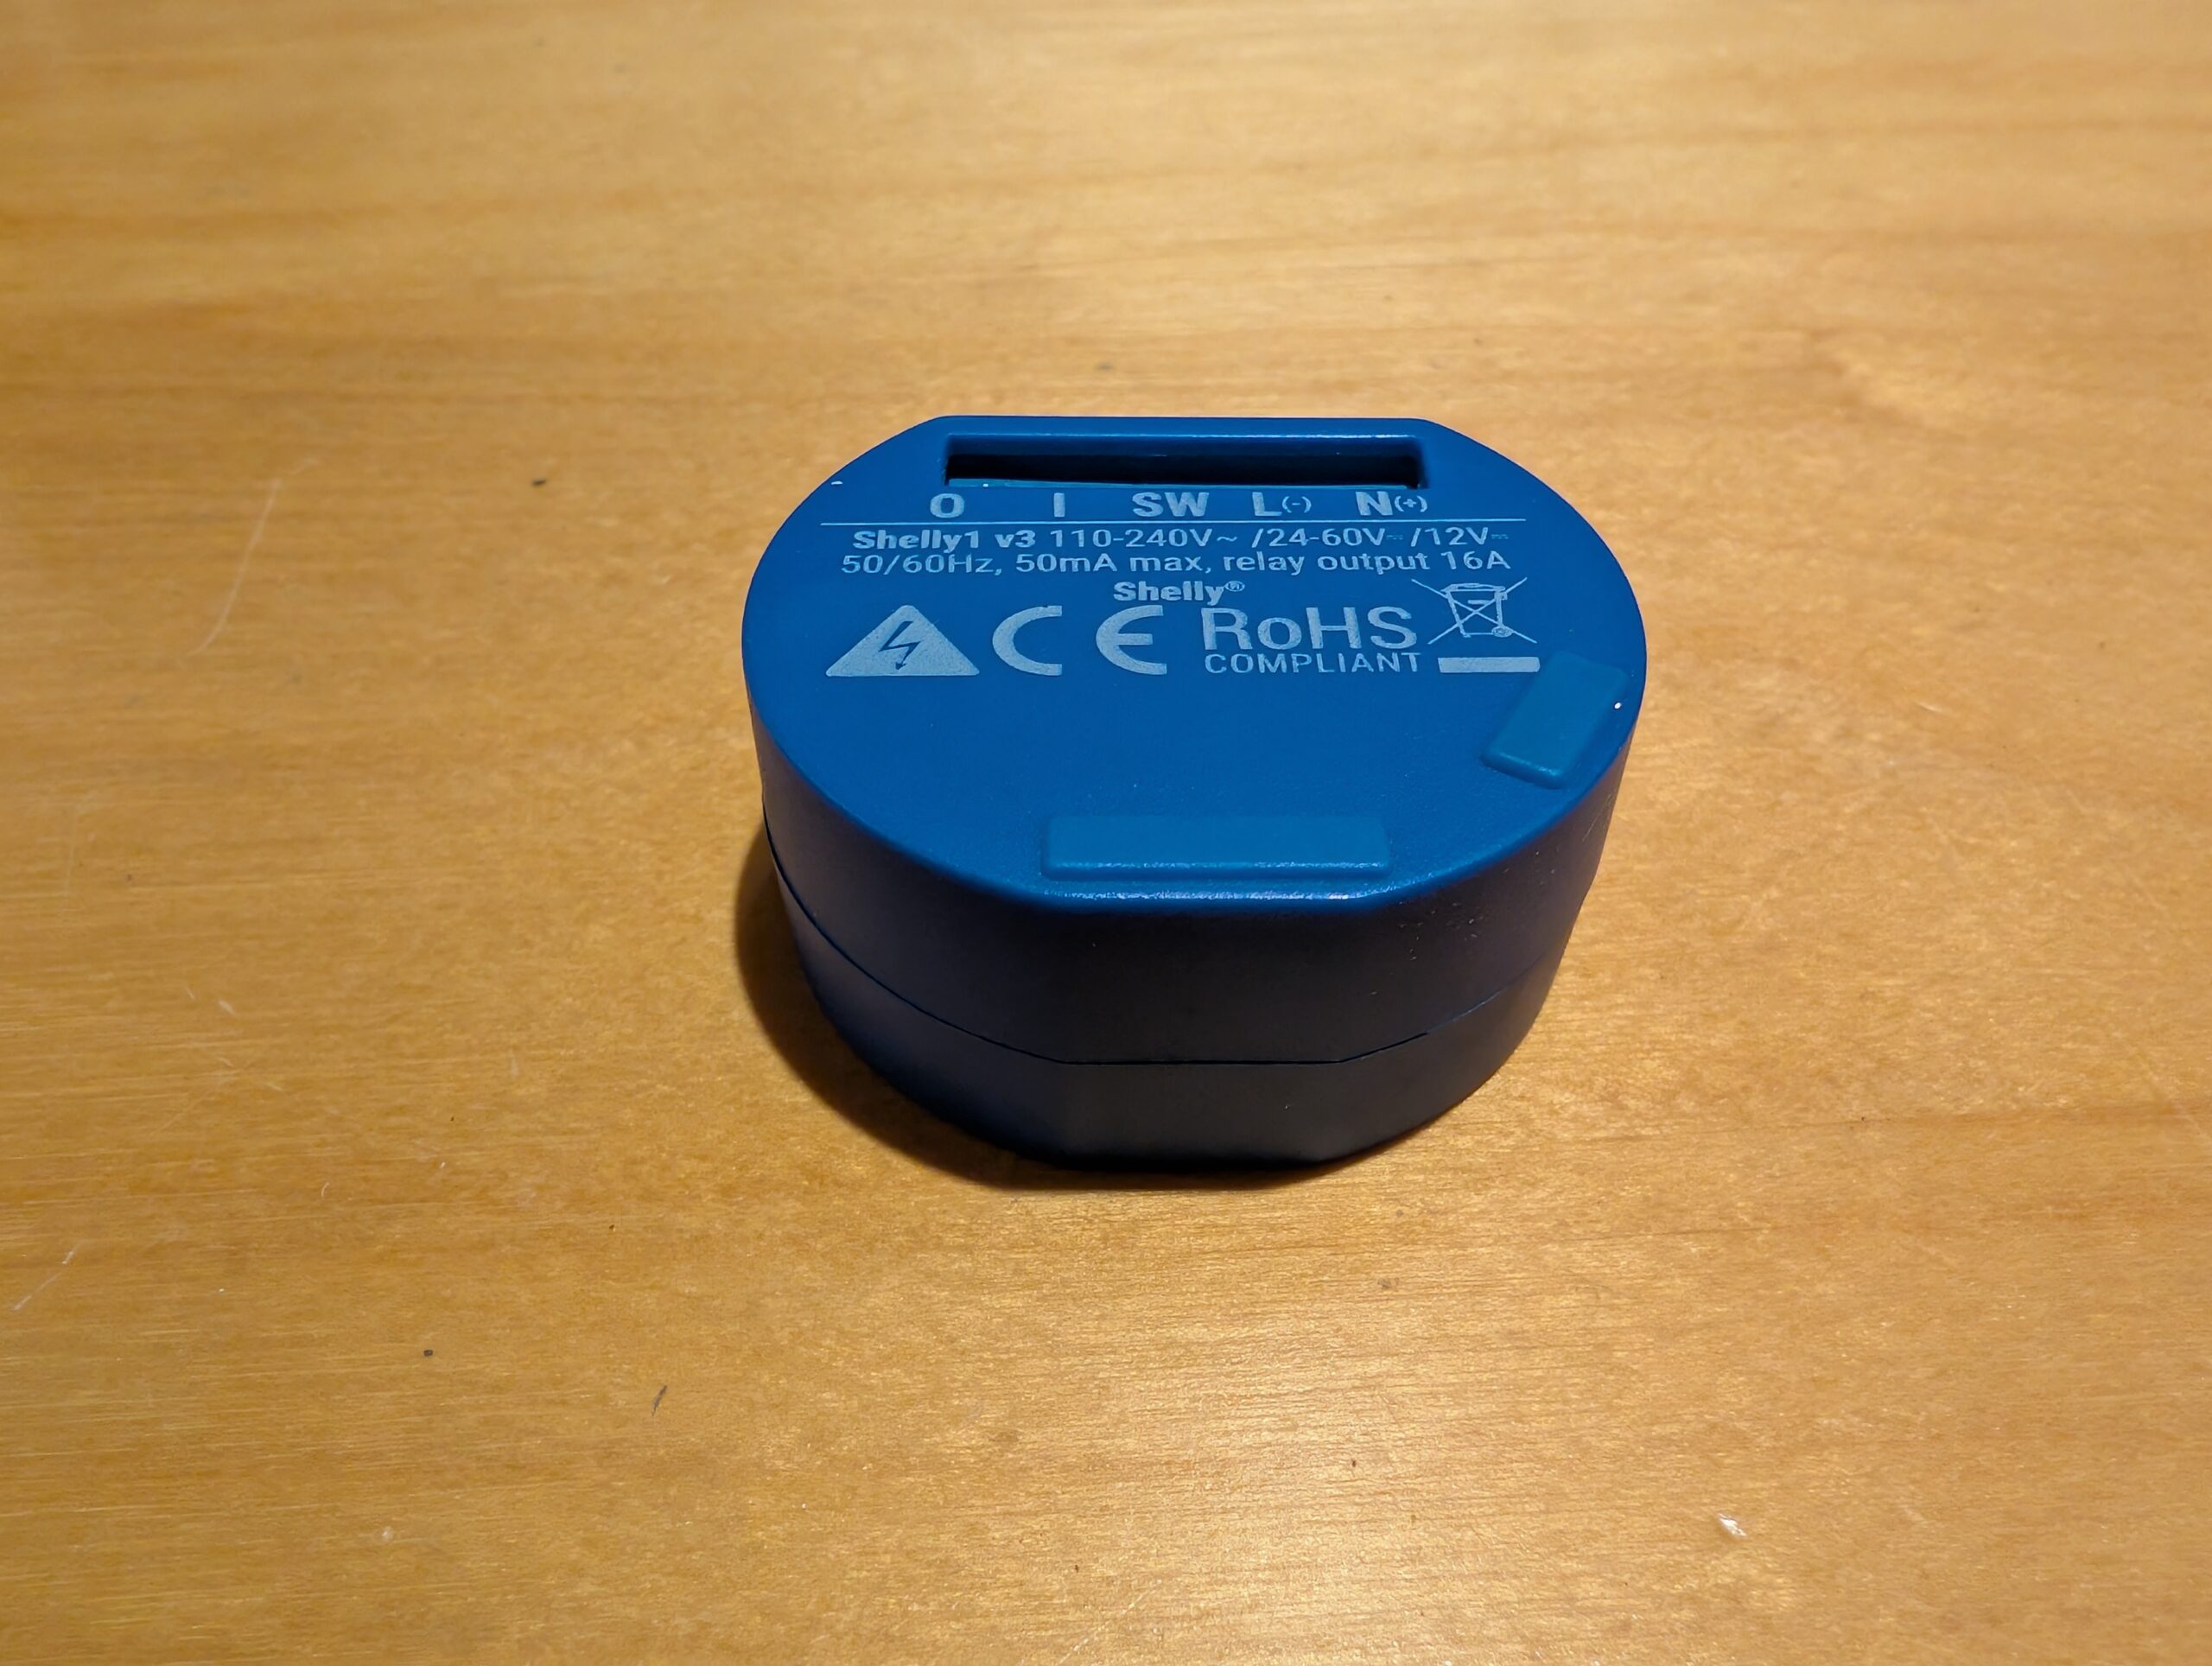 O I SW L(-) N(+)
Shelly1 v3 110-240V~ /24-60V⎓ /12V⎓
50/60Hz, 50mA max, relay output 16A
Shelly®
CE RoHS
COMPLIANT